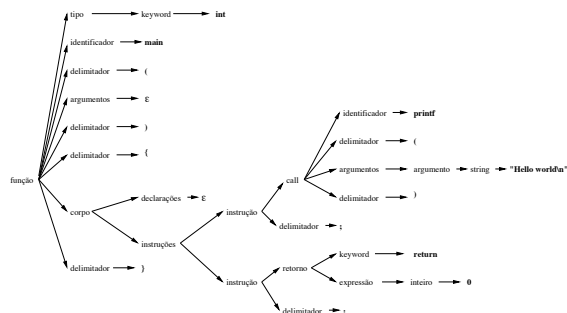 tipo keyword int
identificador main
delimitador (
argumentos ε
delimitador )
delimitador {
função
corpo
declarações ε
instruções
instrução
call
identificador printf
delimitador (
argumentos argumento string "Hello world\n"
delimitador )
delimitador ;
instrução
retorno
keyword return
expressão inteiro 0
delimitador ;
delimitador }